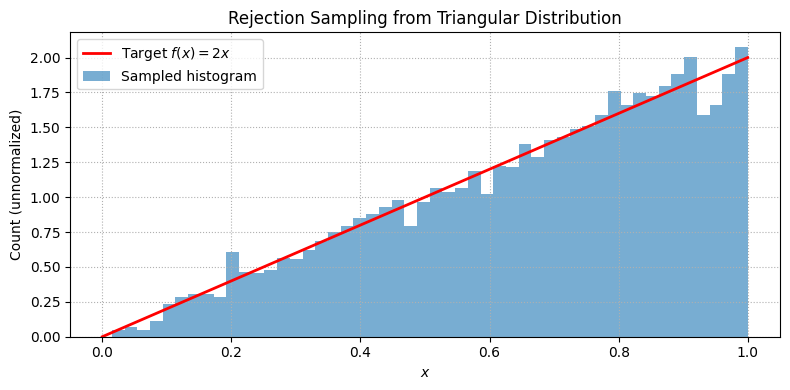 Rejection Sampling from Triangular Distribution
Target f(x) = 2x
Sampled histogram
Count (unnormalized)
2.00
1.75
1.50
1.25
1.00
0.75
0.50
0.25
0.00
0.0 0.2 0.4 0.6 0.8 1.0
x